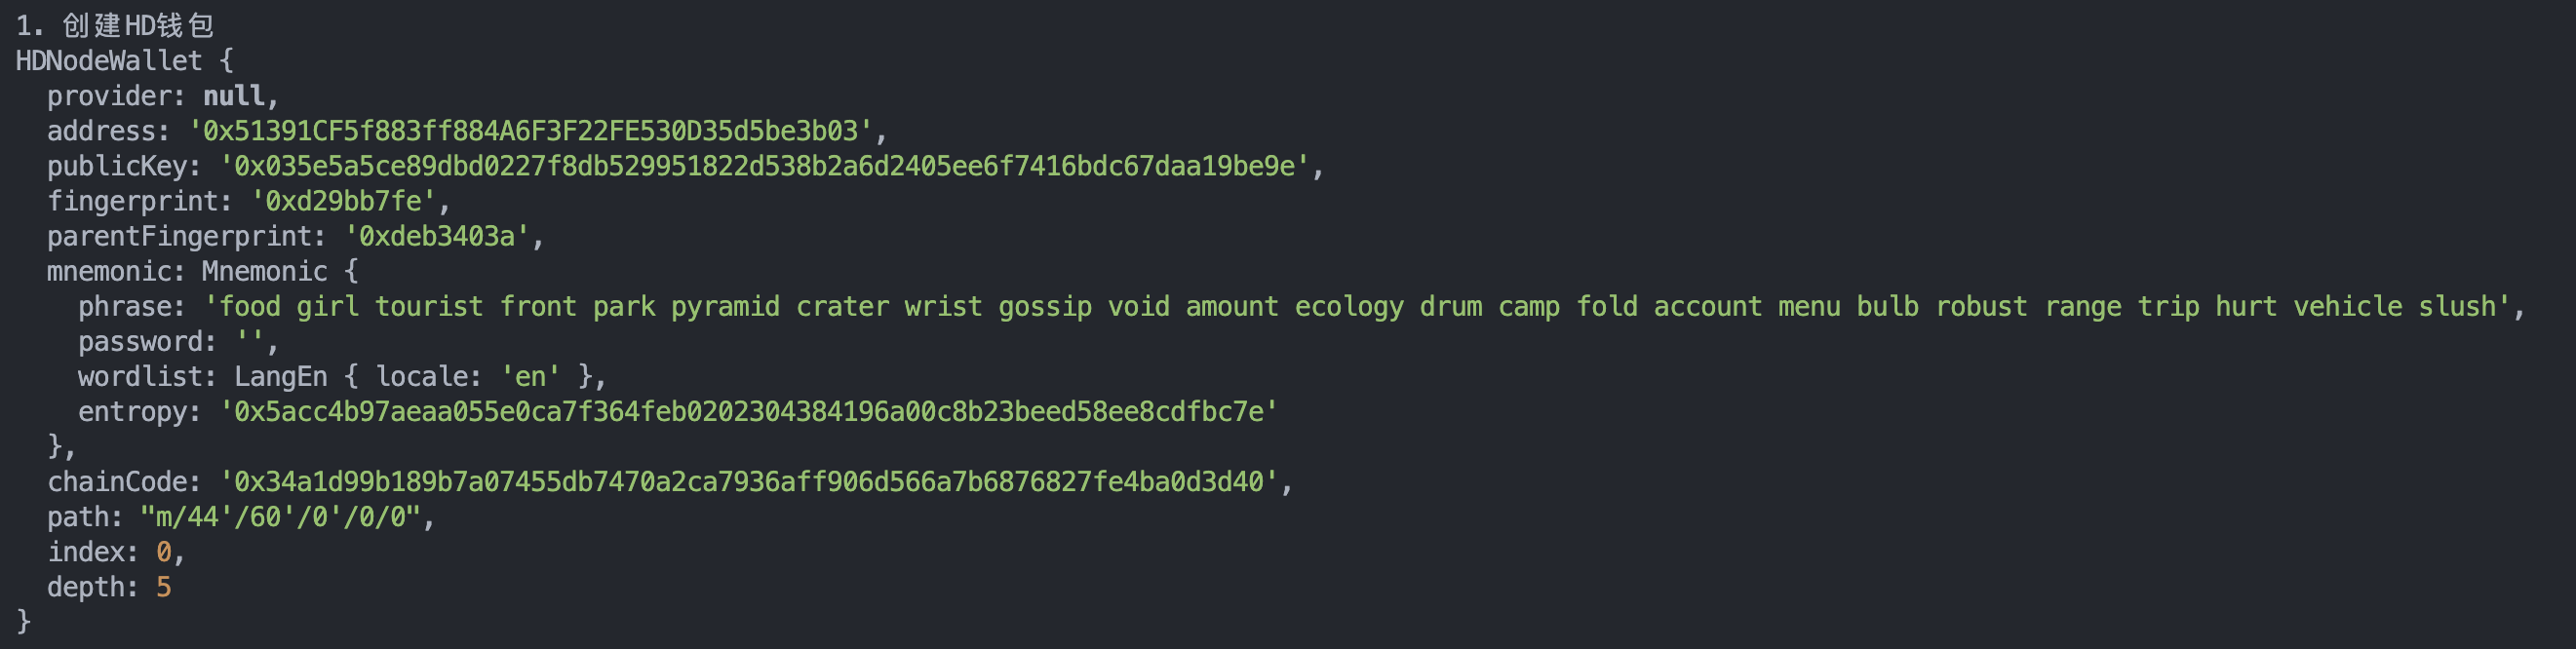 1. 创建HD钱包
HDNodeWallet {
  provider: null,
  address: '0x51391CF5f883ff884A6F3F22FE530D35d5be3b03',
  publicKey: '0x035e5a5ce89dbd0227f8db529951822d538b2a6d2405ee6f7416bdc67daa19be9e',
  fingerprint: '0xd29bb7fe',
  parentFingerprint: '0xdeb3403a',
  mnemonic: Mnemonic {
    phrase: 'food girl tourist front park pyramid crater wrist gossip void amount ecology drum camp fold account menu bulb robust range trip hurt vehicle slush',
    password: '',
    wordlist: LangEn { locale: 'en' },
    entropy: '0x5acc4b97aeaa055e0ca7f364feb0202304384196a00c8b23beed58ee8cdfbc7e'
  },
  chainCode: '0x34a1d99b189b7a07455db7470a2ca7936aff906d566a7b6876827fe4ba0d3d40',
  path: "m/44'/60'/0'/0/0",
  index: 0,
  depth: 5
}